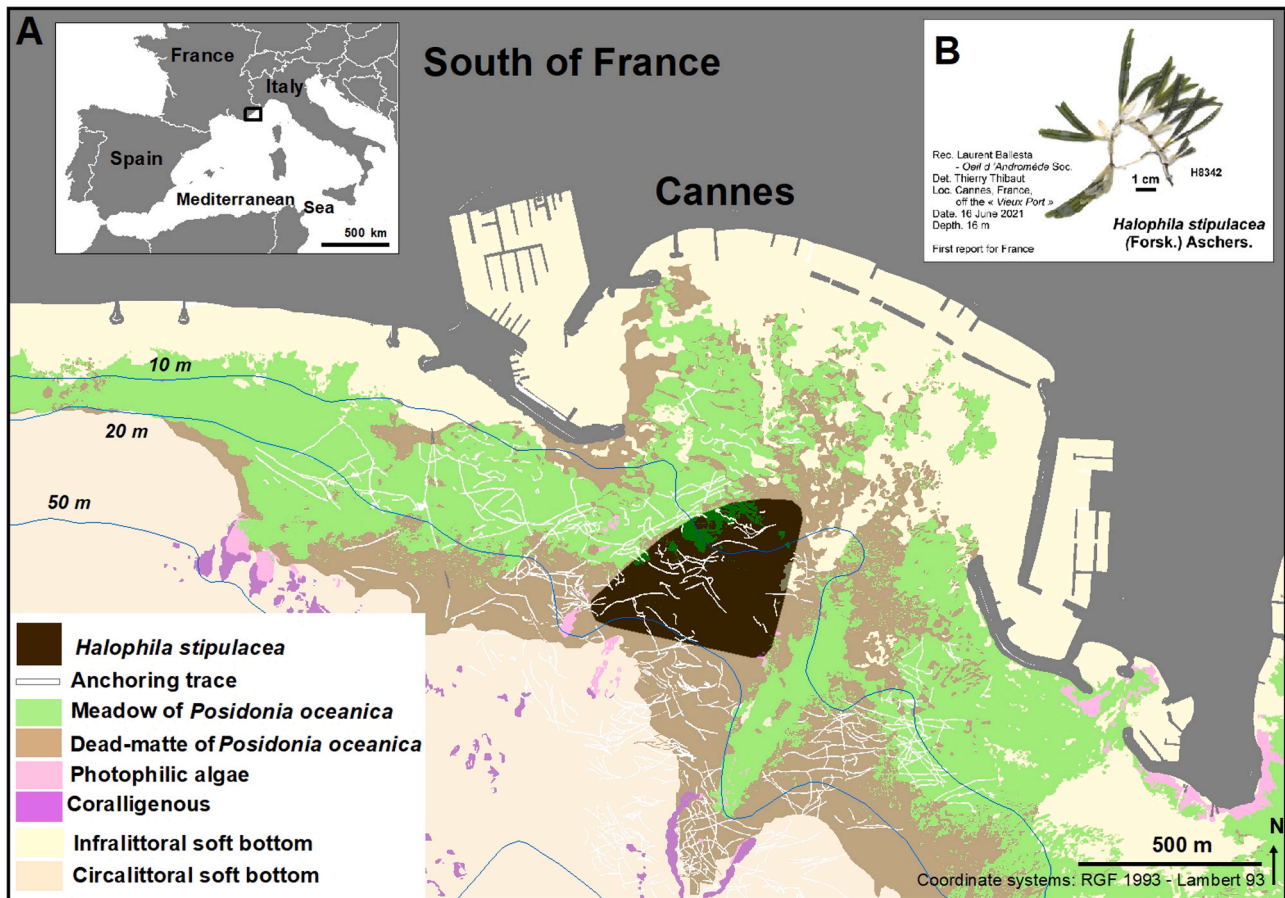 A
France
Italy
Spain
Mediterranean
Sea
500 km
South of France
Cannes
B
Rec. Laurent Ballesta
- Oeil d 'Andromède Soc.
Det. Thierry Thibaut
Loc. Cannes, France,
off the « Vieux Port »
Date. 16 June 2021
Depth. 16 m
First report for France
1 cm
H8342
Halophila stipulacea
(Forsk.) Aschers.
10 m
20 m
50 m
Halophila stipulacea
Anchoring trace
Meadow of Posidonia oceanica
Dead-matte of Posidonia oceanica
Photophilic algae
Coralligenous
Infralittoral soft bottom
Circalittoral soft bottom
N
500 m
Coordinate systems: RGF 1993 - Lambert 93